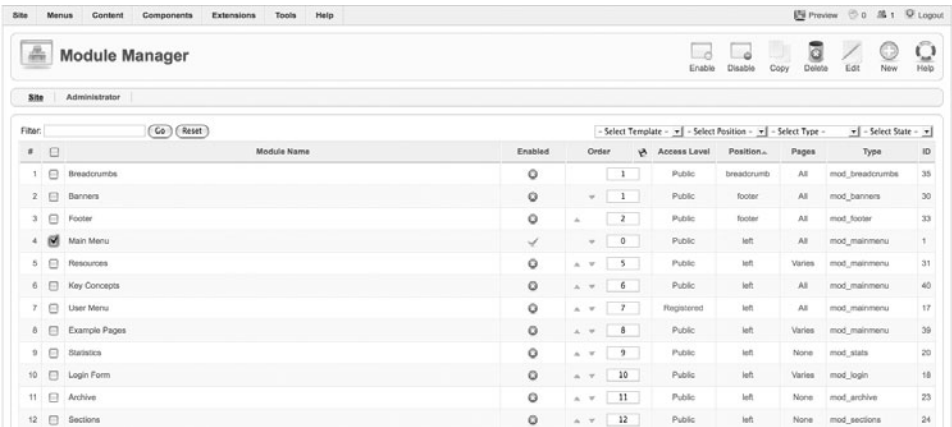 Site Menus Content Components Extensions Tools Help Preview 0 1 Logout
Module Manager
Enable Disable Copy Delete Edit New Help
Site Administrator
Filter: Go Reset - Select Template - - Select Position - - Select Type - - Select State -
# Module Name Enabled Order Access Level Position Pages Type ID
1 Breadcrumbs 1 Public breadcrumb All mod_breadcrumbs 35
2 Banners 1 Public footer All mod_banners 30
3 Footer 2 Public footer All mod_footer 33
4 Main Menu 0 Public left All mod_mainmenu 1
5 Resources 5 Public left Varies mod_mainmenu 31
6 Key Concepts 6 Public left All mod_mainmenu 40
7 User Menu 7 Registered left All mod_mainmenu 17
8 Example Pages 8 Public left Varies mod_mainmenu 39
9 Statistics 9 Public left None mod_stats 20
10 Login Form 10 Public left Varies mod_login 18
11 Archive 11 Public left None mod_archive 23
12 Sections 12 Public left None mod_sections 24